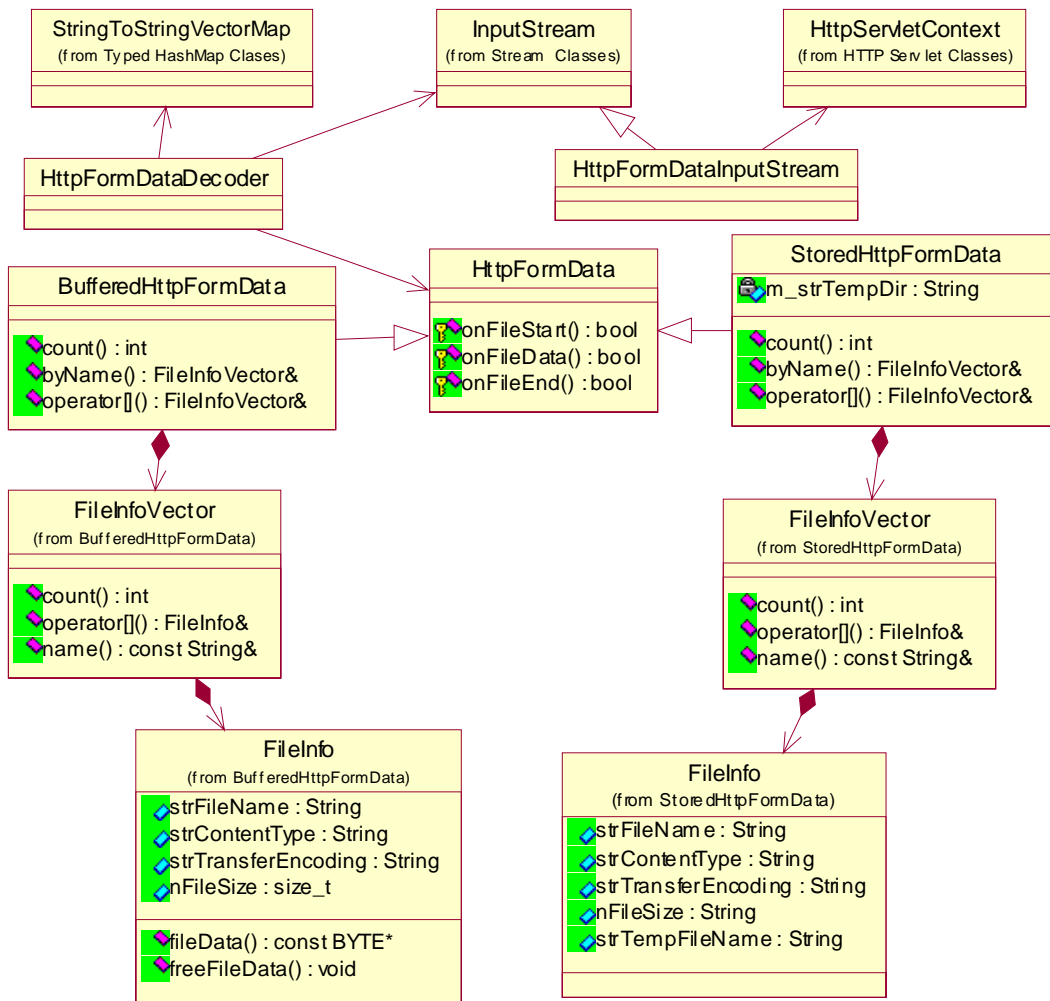 StringToStringVectorMap
(from Typed HashMap Clases)
InputStream
(from Stream Classes)
HttpServletContext
(from HTTP Servlet Classes)
HttpFormDataDecoder
HttpFormDataInputStream
BufferedHttpFormData
count() : int
byName() : FileInfoVector&
operator[]() : FileInfoVector&
HttpFormData
onFileStart() : bool
onFileData() : bool
onFileEnd() : bool
StoredHttpFormData
m_strTempDir : String
count() : int
byName() : FileInfoVector&
operator[]() : FileInfoVector&
FileInfoVector
(from BufferedHttpFormData)
count() : int
operator[]() : FileInfo&
name() : const String&
FileInfoVector
(from StoredHttpFormData)
count() : int
operator[]() : FileInfo&
name() : const String&
FileInfo
(from BufferedHttpFormData)
strFileName : String
strContentType : String
strTransferEncoding : String
nFileSize : size_t
fileData() : const BYTE*
freeFileData() : void
FileInfo
(from StoredHttpFormData)
strFileName : String
strContentType : String
strTransferEncoding : String
nFileSize : String
strTempFileName : String